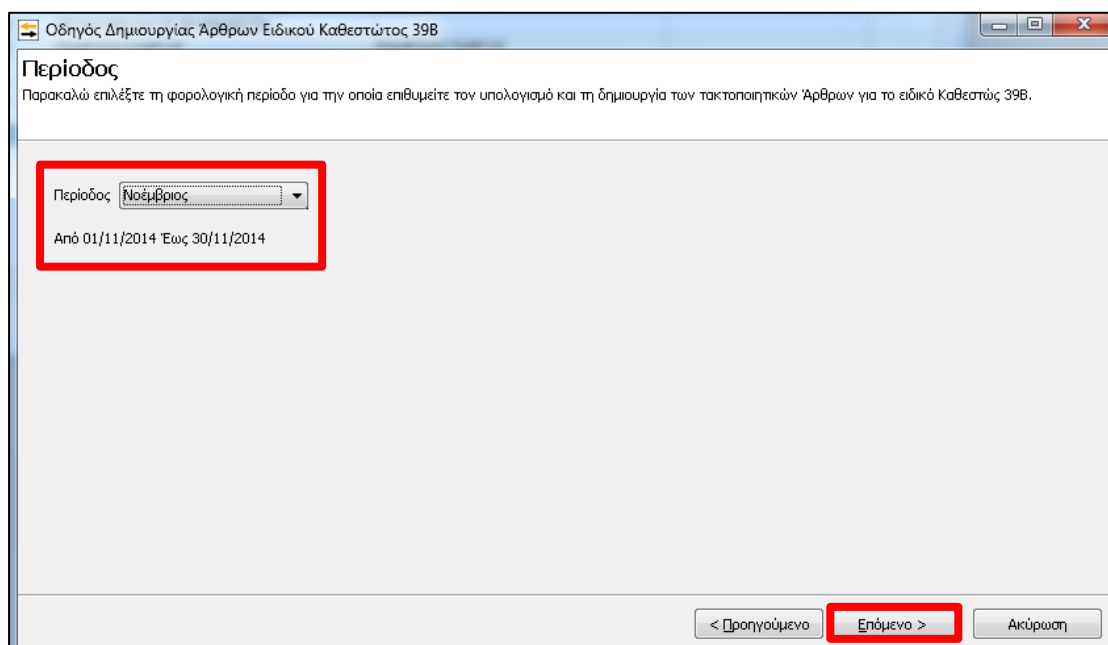 Οδηγός Δημιουργίας Άρθρων Ειδικού Καθεστώτος 39Β
Περίοδος
Παρακαλώ επιλέξτε τη φορολογική περίοδο για την οποία επιθυμείτε τον υπολογισμό και τη δημιουργία των τακτοποιητικών Άρθρων για το ειδικό Καθεστώς 39Β.
Περίοδος Νοέμβριος
Από 01/11/2014 Έως 30/11/2014
< Προηγούμενο Επόμενο > Ακύρωση